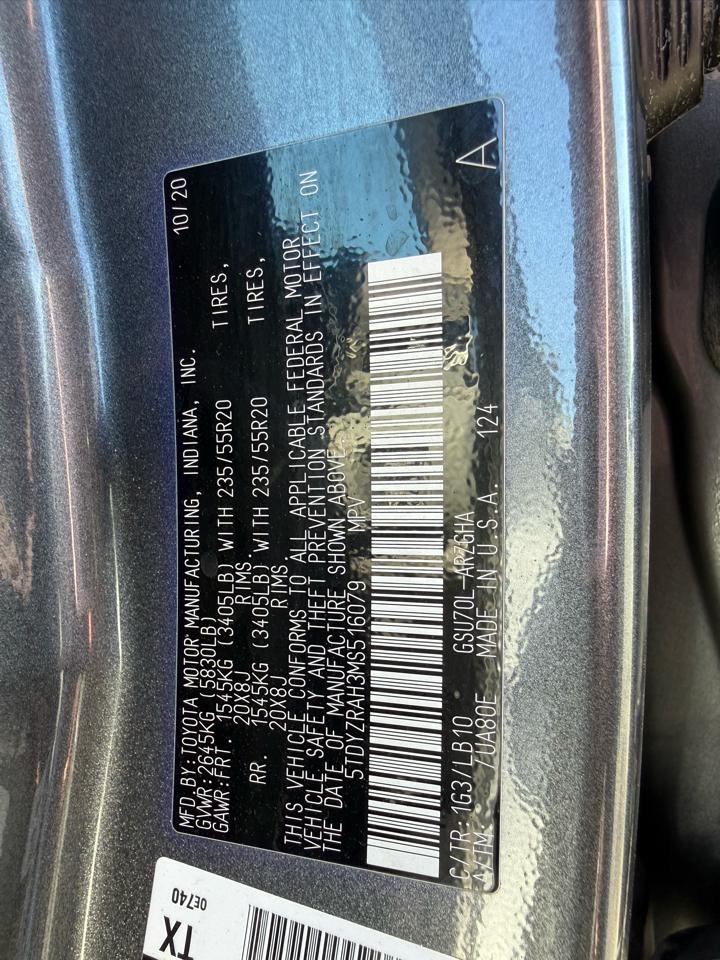 MFD BY:TOYOTA MOTOR MANUFACTURING, INDIANA, INC. 10/20
GVWR:2645KG (5830LB)
GAWR:FRT. 1545KG (3405LB) WITH 235/55R20 TIRES,
20X8J RIMS.
RR. 1545KG (3405LB) WITH 235/55R20 TIRES,
20X8J RIMS
THIS VEHICLE CONFORMS TO ALL APPLICABLE FEDERAL MOTOR
VEHICLE SAFETY AND THEFT PREVENTION STANDARDS IN EFFECT ON
THE DATE OF MANUFACTURE SHOWN ABOVE.
5TDYZRAH3MS516079 MPV
C/TR 1G3/LB10 GSU70L-ARZGHA A
A/TM /UA80E MADE IN U.S.A. 124
TX
0E740